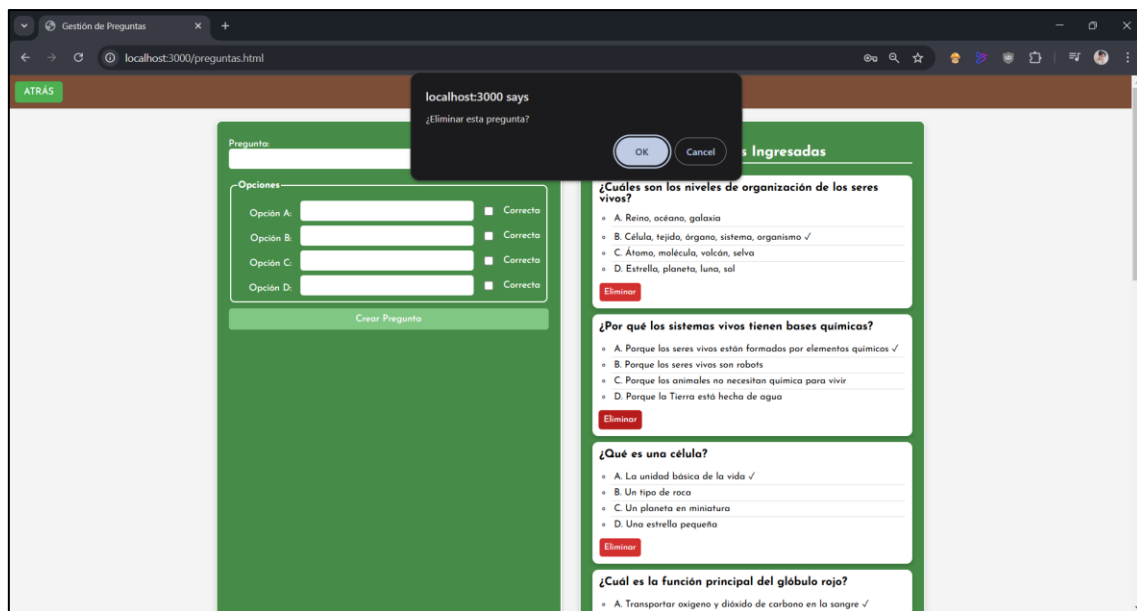 Gestión de Preguntas
localhost:3000/preguntas.html
ATRÁS
localhost:3000 says
¿Eliminar esta pregunta?
OK
Cancel
Pregunta:
Opciones
Opción A:
Correcta
Opción B:
Correcta
Opción C:
Correcta
Opción D:
Correcta
Crear Pregunta
s Ingresadas
¿Cuáles son los niveles de organización de los seres
vivos?
A. Reino, océano, galaxia
B. Célula, tejido, órgano, sistema, organismo ✓
C. Átomo, molécula, volcán, selva
D. Estrella, planeta, luna, sol
Eliminar
¿Por qué los sistemas vivos tienen bases químicas?
A. Porque los seres vivos están formados por elementos químicos ✓
B. Porque los seres vivos son robots
C. Porque los animales no necesitan química para vivir
D. Porque la Tierra está hecha de agua
Eliminar
¿Qué es una célula?
A. La unidad básica de la vida ✓
B. Un tipo de roca
C. Un planeta en miniatura
D. Una estrella pequeña
Eliminar
¿Cuál es la función principal del glóbulo rojo?
A. Transportar oxígeno y dióxido de carbono en la sangre ✓